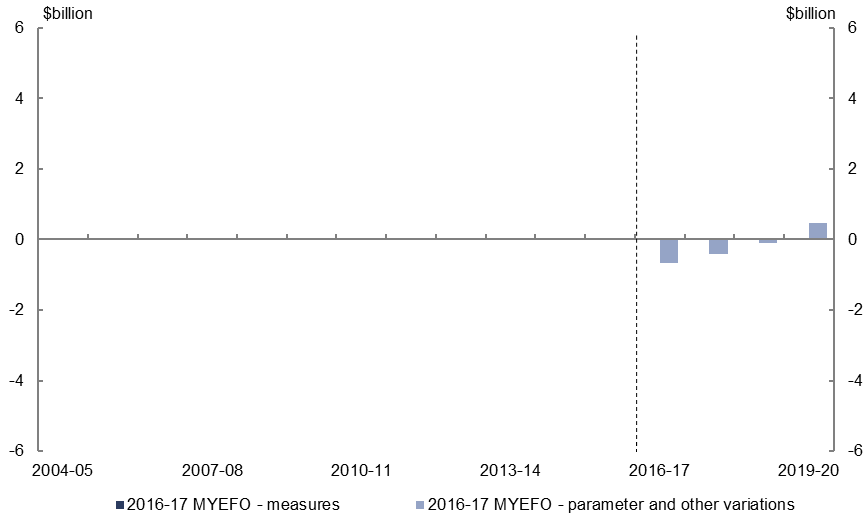 $billion $billion
6 6
4 4
2 2
0 0
-2 -2
-4 -4
-6 -6
2004-05 2007-08 2010-11 2013-14 2016-17 2019-20
2016-17 MYEFO - measures 2016-17 MYEFO - parameter and other variations